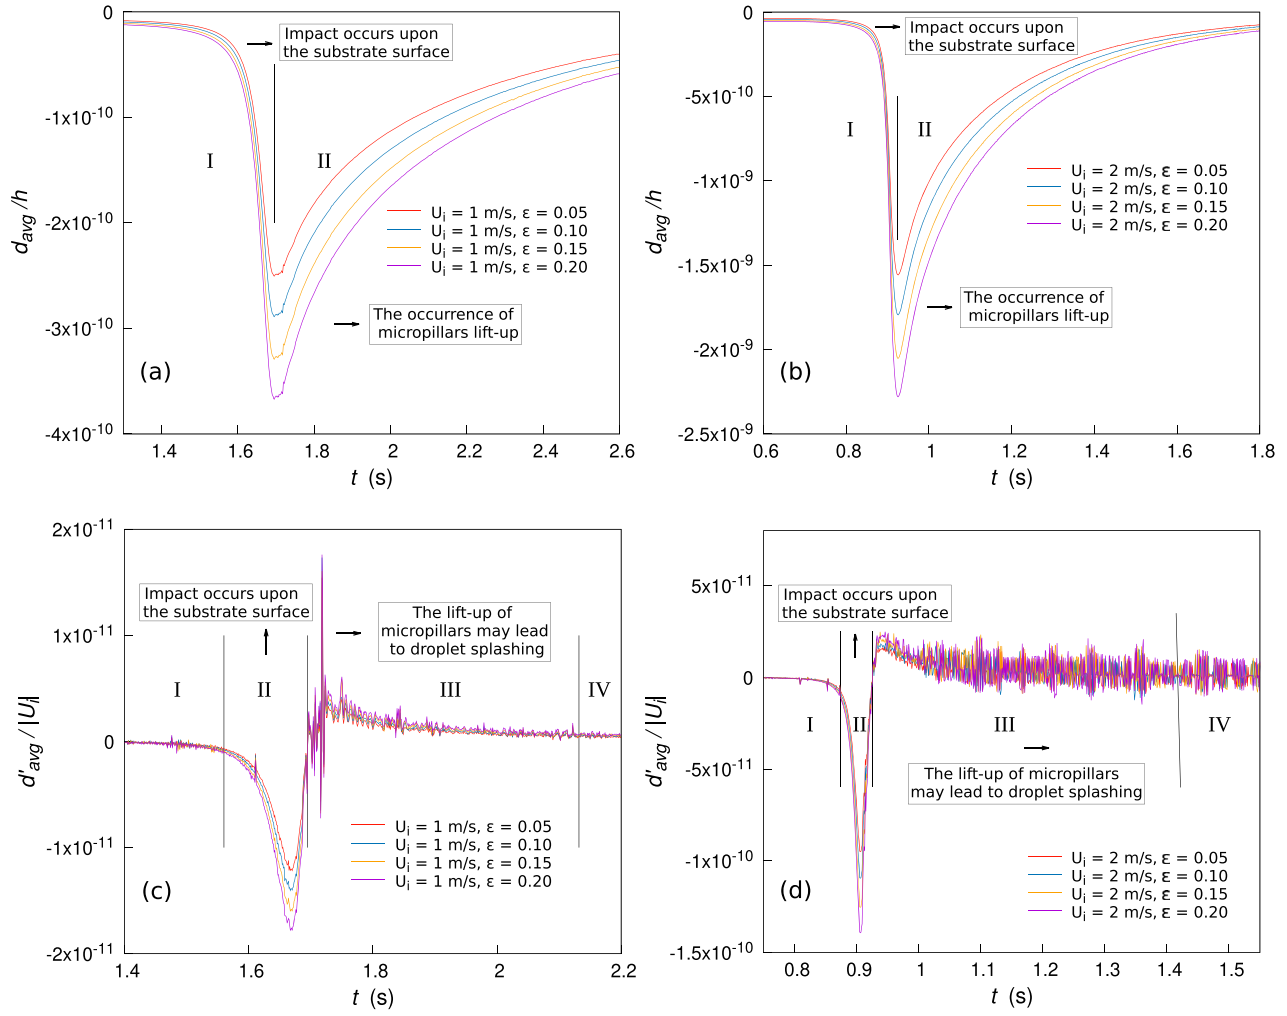 0
-1x10⁻¹⁰
-2x10⁻¹⁰
-3x10⁻¹⁰
-4x10⁻¹⁰
d_avg/h
Impact occurs upon
the substrate surface
I
II
U_i = 1 m/s, ε = 0.05
U_i = 1 m/s, ε = 0.10
U_i = 1 m/s, ε = 0.15
U_i = 1 m/s, ε = 0.20
The occurrence of
micropillars lift-up
(a)
1.4 1.6 1.8 2 2.2 2.4 2.6
t (s)
0
-5x10⁻¹⁰
-1x10⁻⁹
-1.5x10⁻⁹
-2x10⁻⁹
-2.5x10⁻⁹
d_avg/h
Impact occurs upon
the substrate surface
I
II
U_i = 2 m/s, ε = 0.05
U_i = 2 m/s, ε = 0.10
U_i = 2 m/s, ε = 0.15
U_i = 2 m/s, ε = 0.20
The occurrence of
micropillars lift-up
(b)
0.6 0.8 1 1.2 1.4 1.6 1.8
t (s)
2x10⁻¹¹
1x10⁻¹¹
0
-1x10⁻¹¹
-2x10⁻¹¹
d'_avg / |U_i|
Impact occurs upon
the substrate surface
The lift-up of
micropillars may lead
to droplet splashing
I
II
III
IV
U_i = 1 m/s, ε = 0.05
U_i = 1 m/s, ε = 0.10
U_i = 1 m/s, ε = 0.15
U_i = 1 m/s, ε = 0.20
(c)
1.4 1.6 1.8 2 2.2
t (s)
5x10⁻¹¹
0
-5x10⁻¹¹
-1x10⁻¹⁰
-1.5x10⁻¹⁰
d'_avg / |U_i|
Impact occurs upon
the substrate surface
I
II
III
IV
The lift-up of micropillars
may lead to droplet splashing
U_i = 2 m/s, ε = 0.05
U_i = 2 m/s, ε = 0.10
U_i = 2 m/s, ε = 0.15
U_i = 2 m/s, ε = 0.20
(d)
0.8 0.9 1 1.1 1.2 1.3 1.4 1.5
t (s)